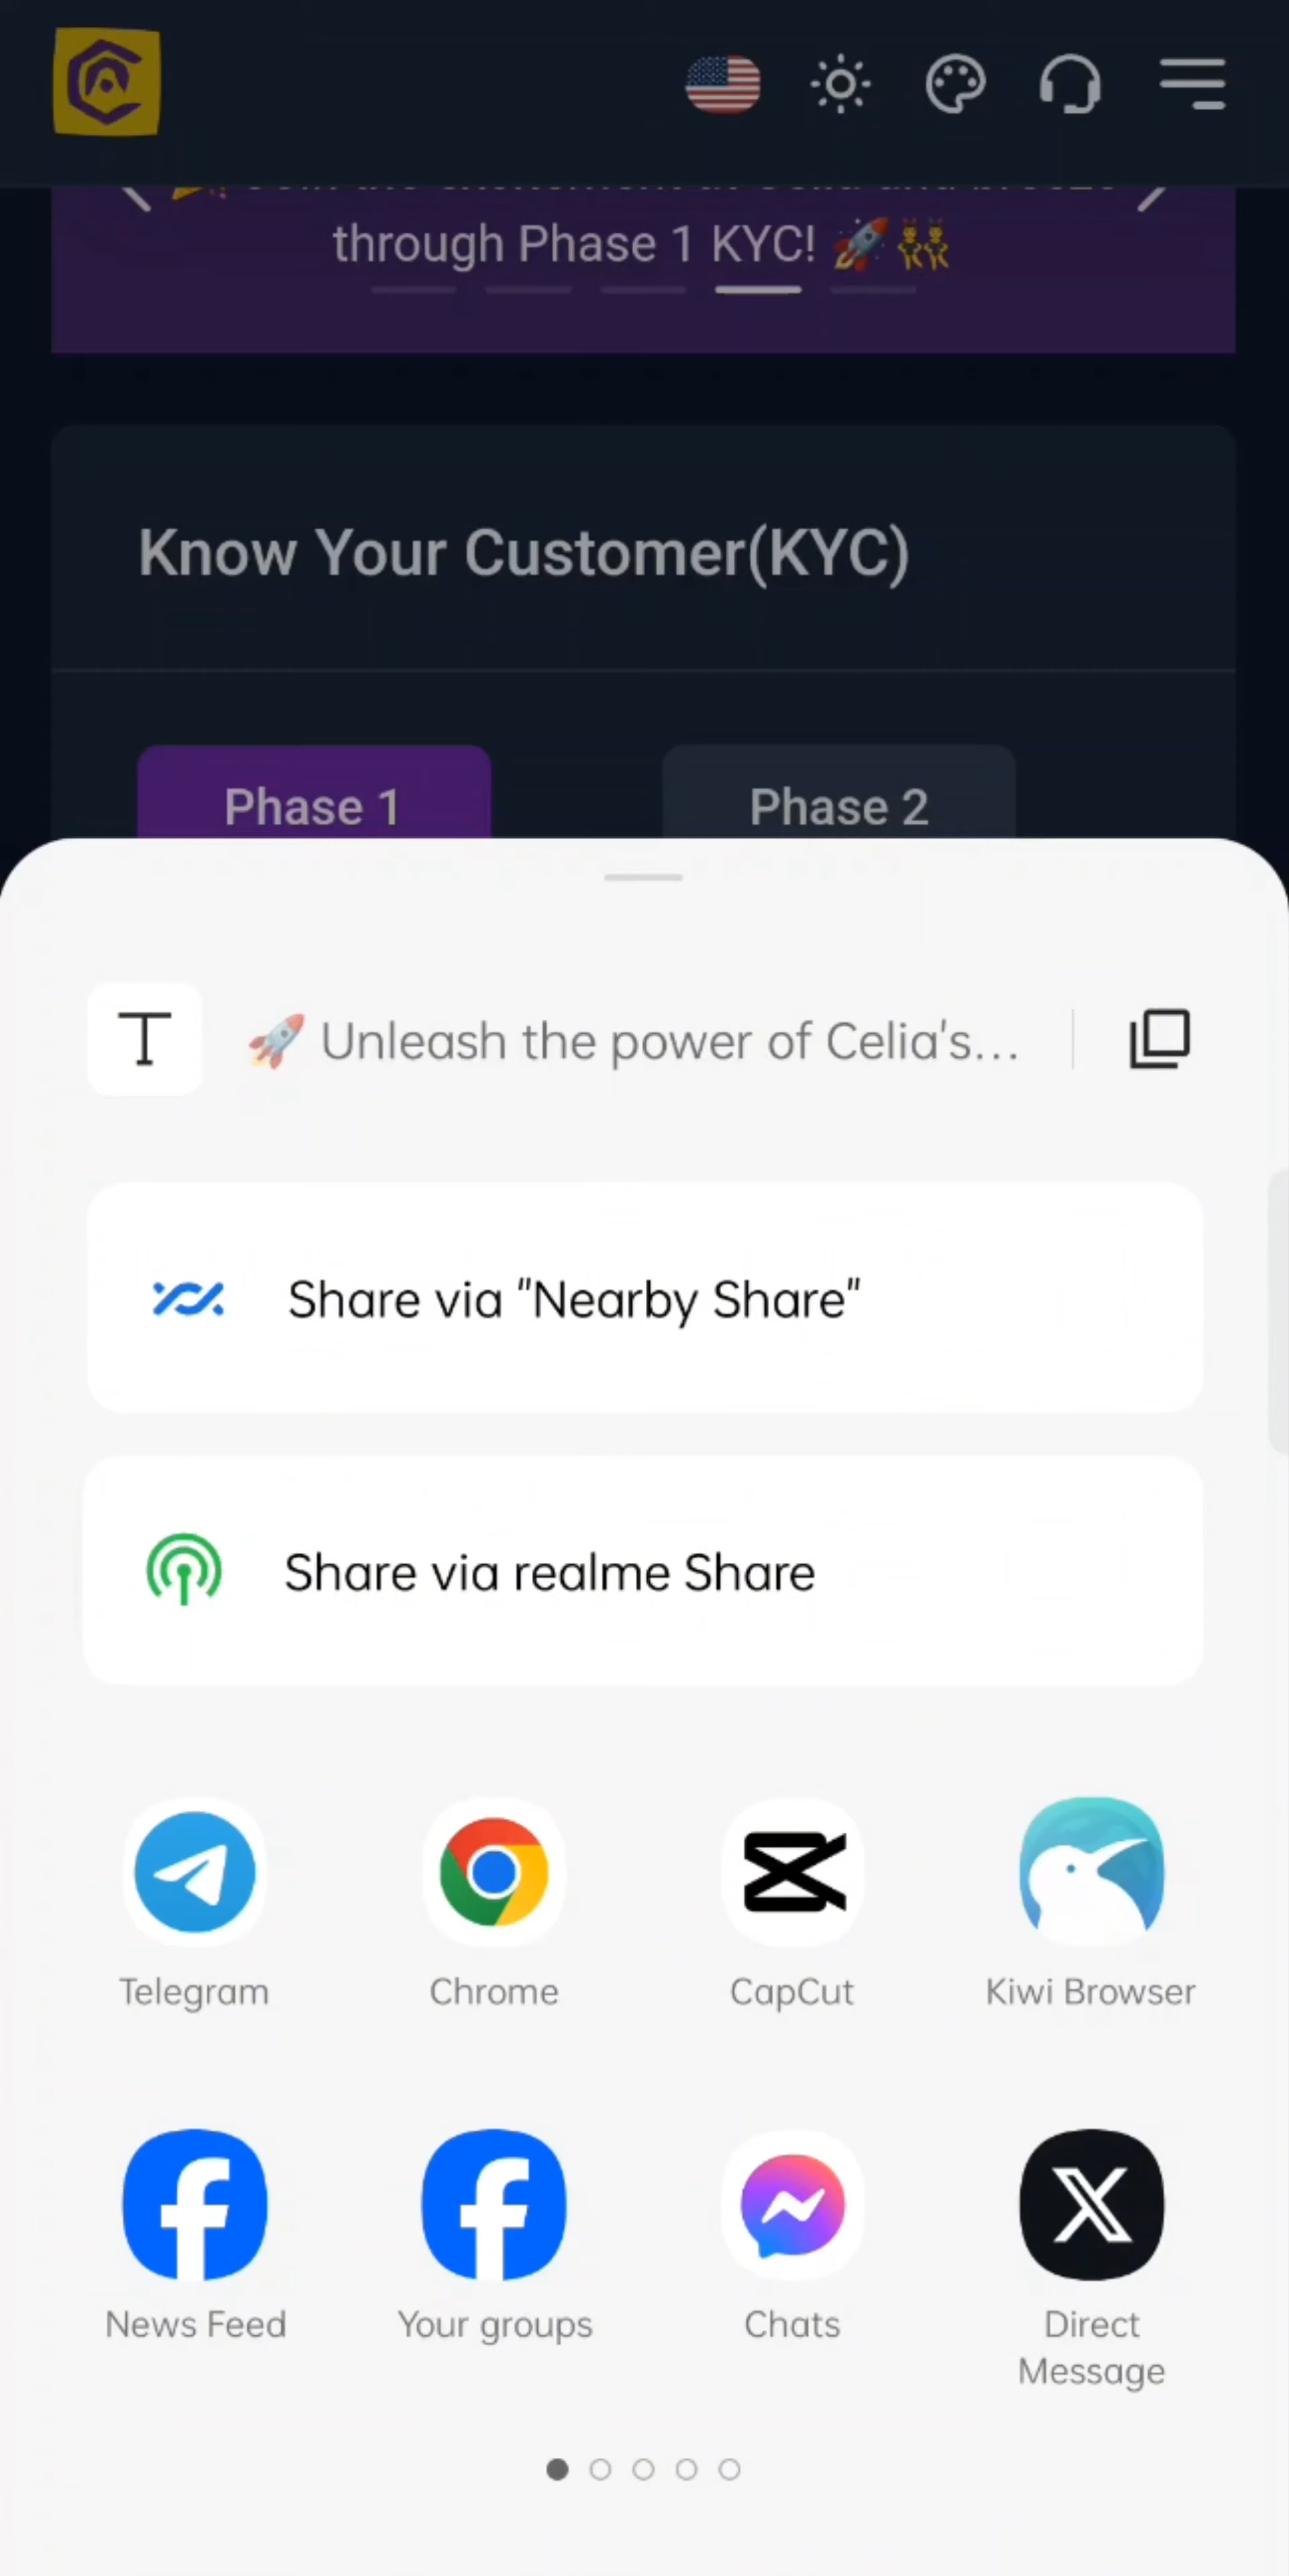 through Phase 1 KYC! 🚀👯
Know Your Customer(KYC)
Phase 1
Phase 2
T
🚀 Unleash the power of Celia's...
Share via "Nearby Share"
Share via realme Share
Telegram
Chrome
CapCut
Kiwi Browser
News Feed
Your groups
Chats
Direct
Message